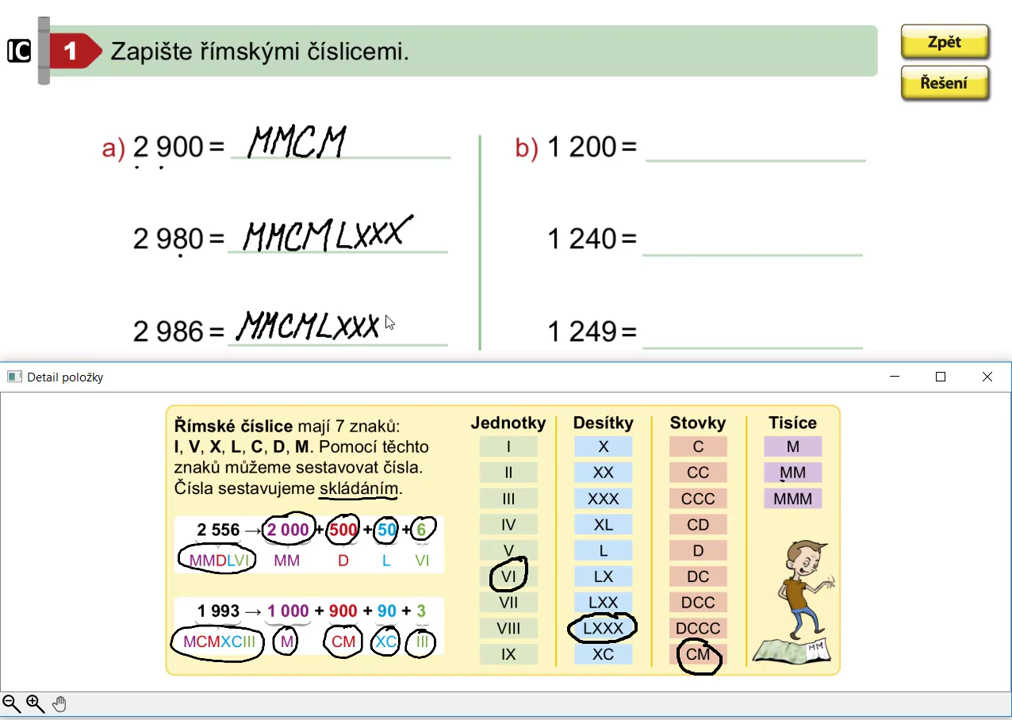 IC
1 Zapište římskými číslicemi.
Zpět
Řešení
a) 2 900 = MMCM
2 980 = MMCMLXXX
2 986 = MMCMLXXX
b) 1 200 =
1 240 =
1 249 =
Detail položky
Římské číslice mají 7 znaků:
I, V, X, L, C, D, M. Pomocí těchto
znaků můžeme sestavovat čísla.
Čísla sestavujeme skládáním.
2 556 → 2 000 + 500 + 50 + 6
MMDLVI MM D L VI
1 993 → 1 000 + 900 + 90 + 3
MCMXCIII M CM XC III
Jednotky Desítky Stovky Tisíce
I X C M
II XX CC MM
III XXX CCC MMM
IV XL CD
V L D
VI LX DC
VII LXX DCC
VIII LXXX DCCC
IX XC CM
MM